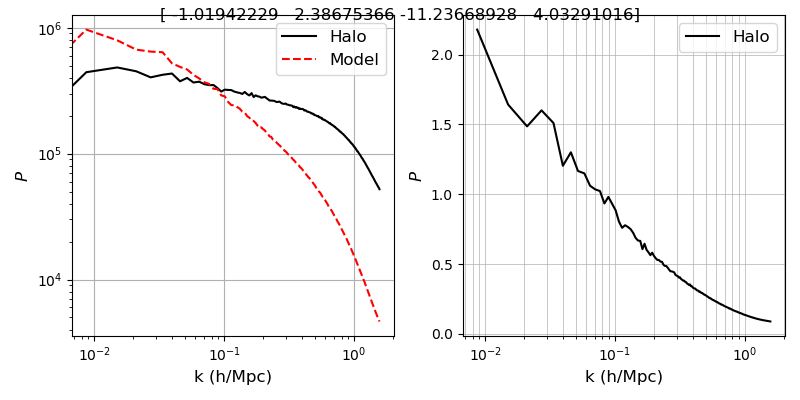 [ -1.01942229 2.38675366 -11.23668928 4.03291016]
Halo
Model
10⁶
10⁵
10⁴
P
10⁻²
10⁻¹
10⁰
k (h/Mpc)
Halo
2.0
1.5
1.0
0.5
0.0
P
10⁻²
10⁻¹
10⁰
k (h/Mpc)